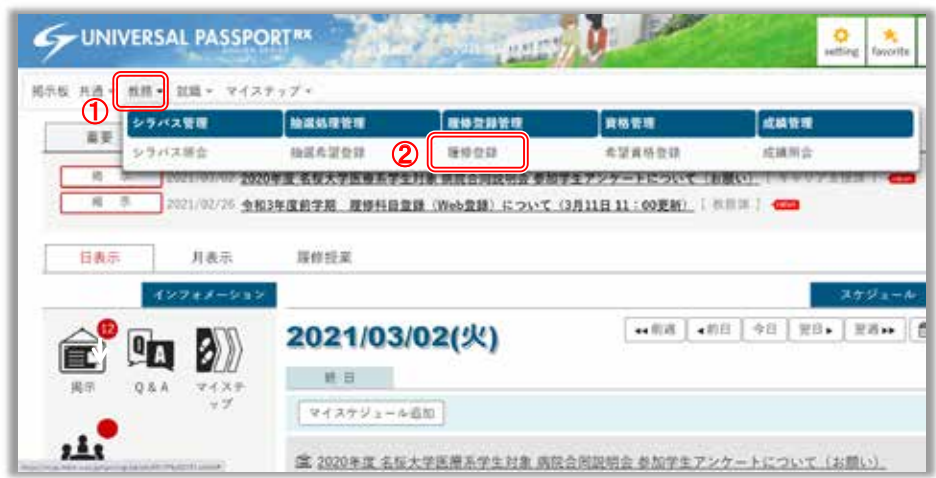 UNIVERSAL PASSPORT RX
setting favorite
掲示板 共通 教務 就職 マイステップ
①
シラバス管理 抽選処理管理 履修登録管理 資格管理 成績管理
重要
シラバス照会 抽選希望登録 ② 履修登録 希望資格登録 成績照会
掲 示 2021/03/02 2020年度 名桜大学医療系学生対象 病院合同説明会 参加学生アンケートについて（お願い）
掲 示 2021/02/26 令和3年度前学期 履修科目登録（Web登録）について（3月11日 11：00更新） [ 教務課 ] NEW
日表示 月表示 履修授業
インフォメーション スケジュール
12
2021/03/02(火) 前週 前日 今日 翌日 翌週
掲示 Q&A マイステップ
終日
マイスケジュール追加
2020年度 名桜大学医療系学生対象 病院合同説明会 参加学生アンケートについて（お願い）